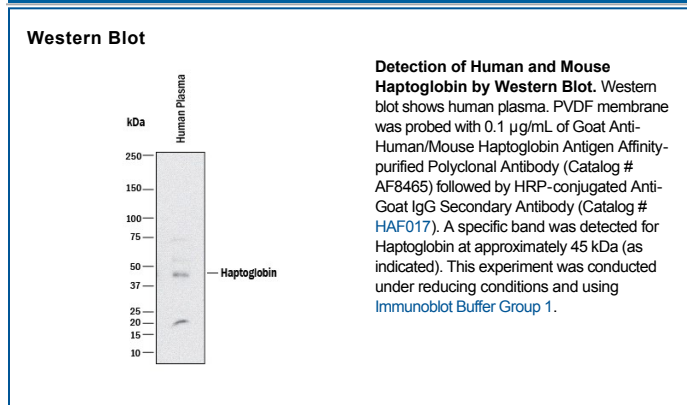 Western Blot
Human Plasma
kDa
250
150
100
75
50
37
25
20
15
10
Haptoglobin
Detection of Human and Mouse
Haptoglobin by Western Blot. Western
blot shows human plasma. PVDF membrane
was probed with 0.1 µg/mL of Goat Anti-
Human/Mouse Haptoglobin Antigen Affinity-
purified Polyclonal Antibody (Catalog #
AF8465) followed by HRP-conjugated Anti-
Goat IgG Secondary Antibody (Catalog #
HAF017). A specific band was detected for
Haptoglobin at approximately 45 kDa (as
indicated). This experiment was conducted
under reducing conditions and using
Immunoblot Buffer Group 1.